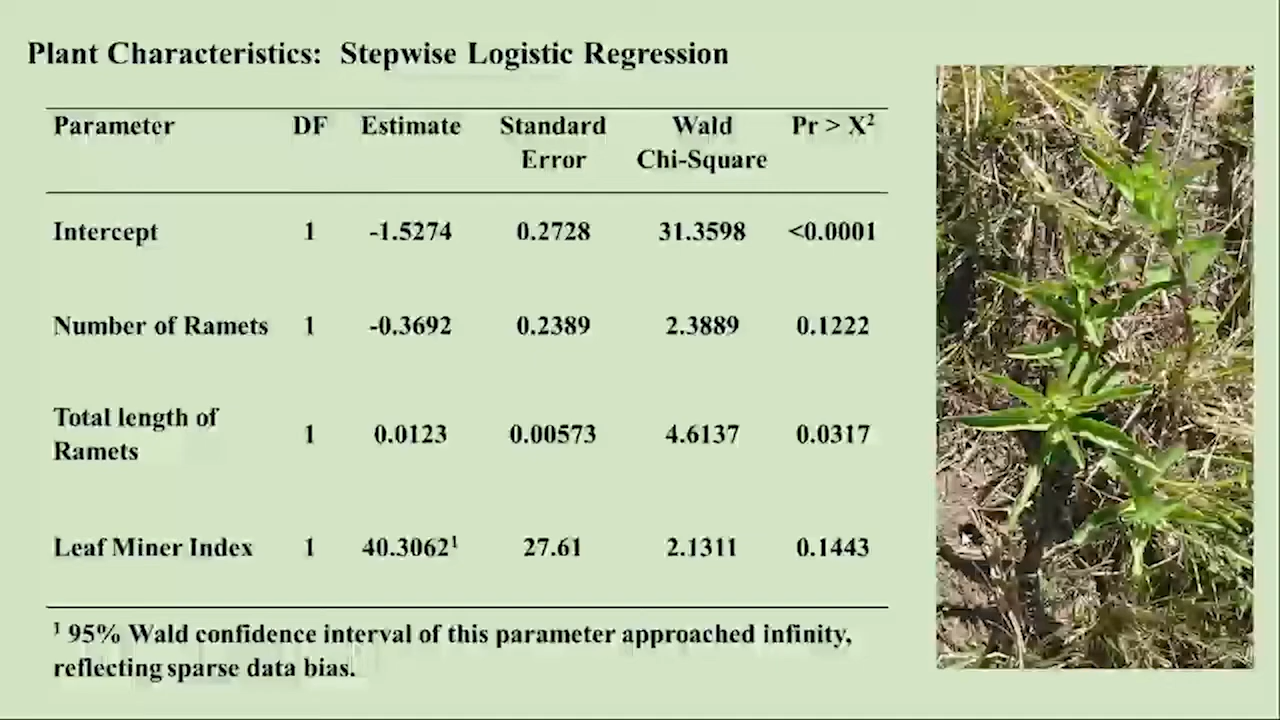 Plant Characteristics: Stepwise Logistic Regression
Parameter DF Estimate Standard Error Wald Chi-Square Pr > X²
Intercept 1 -1.5274 0.2728 31.3598 <0.0001
Number of Ramets 1 -0.3692 0.2389 2.3889 0.1222
Total length of Ramets 1 0.0123 0.00573 4.6137 0.0317
Leaf Miner Index 1 40.3062¹ 27.61 2.1311 0.1443
¹ 95% Wald confidence interval of this parameter approached infinity,
reflecting sparse data bias.